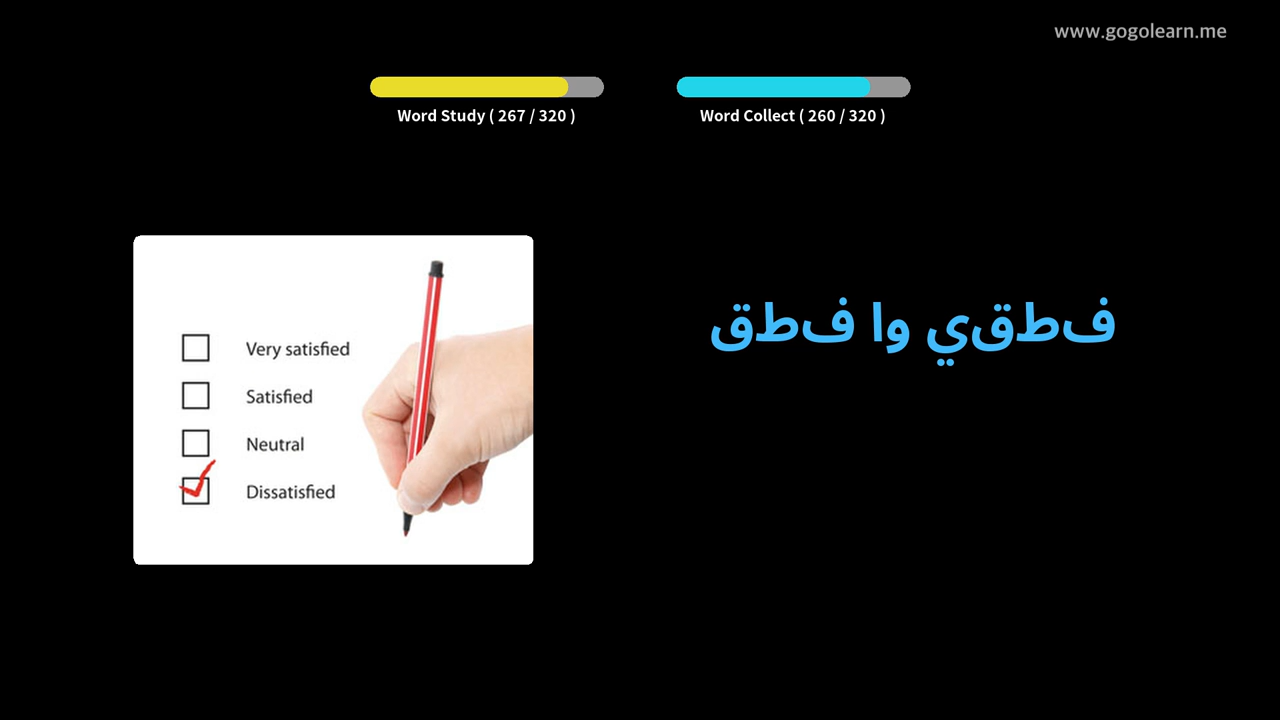 www.gogolearn.me
Word Study ( 267 / 320 )
Word Collect ( 260 / 320 )
فطقي وا فطق
Very satisfied
Satisfied
Neutral
Dissatisfied